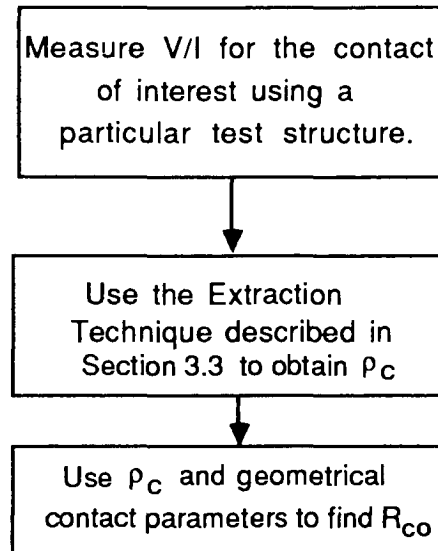 Measure V/I for the contact
of interest using a
particular test structure.
Use the Extraction
Technique described in
Section 3.3 to obtain ρc
Use ρc and geometrical
contact parameters to find Rco